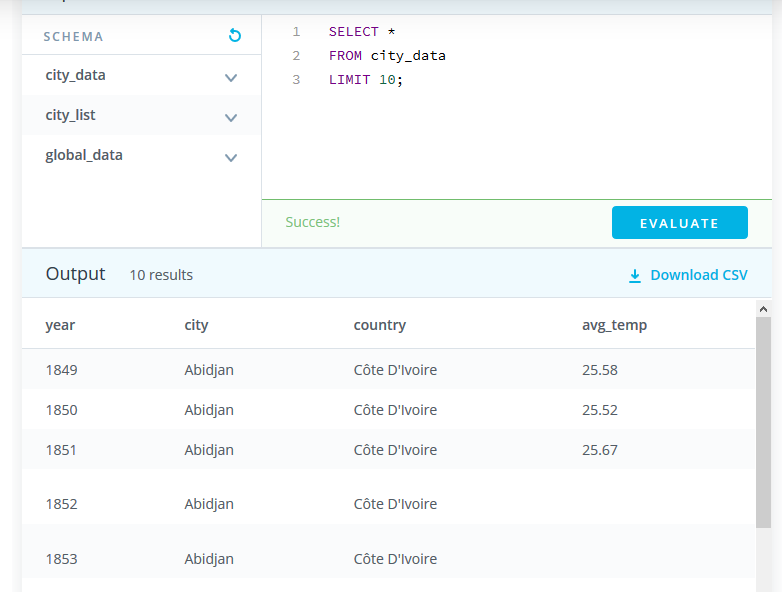 SCHEMA
city_data
city_list
global_data
1 SELECT *
2 FROM city_data
3 LIMIT 10;
Success!
EVALUATE
Output 10 results Download CSV
year city country avg_temp
1849 Abidjan Côte D'Ivoire 25.58
1850 Abidjan Côte D'Ivoire 25.52
1851 Abidjan Côte D'Ivoire 25.67
1852 Abidjan Côte D'Ivoire
1853 Abidjan Côte D'Ivoire